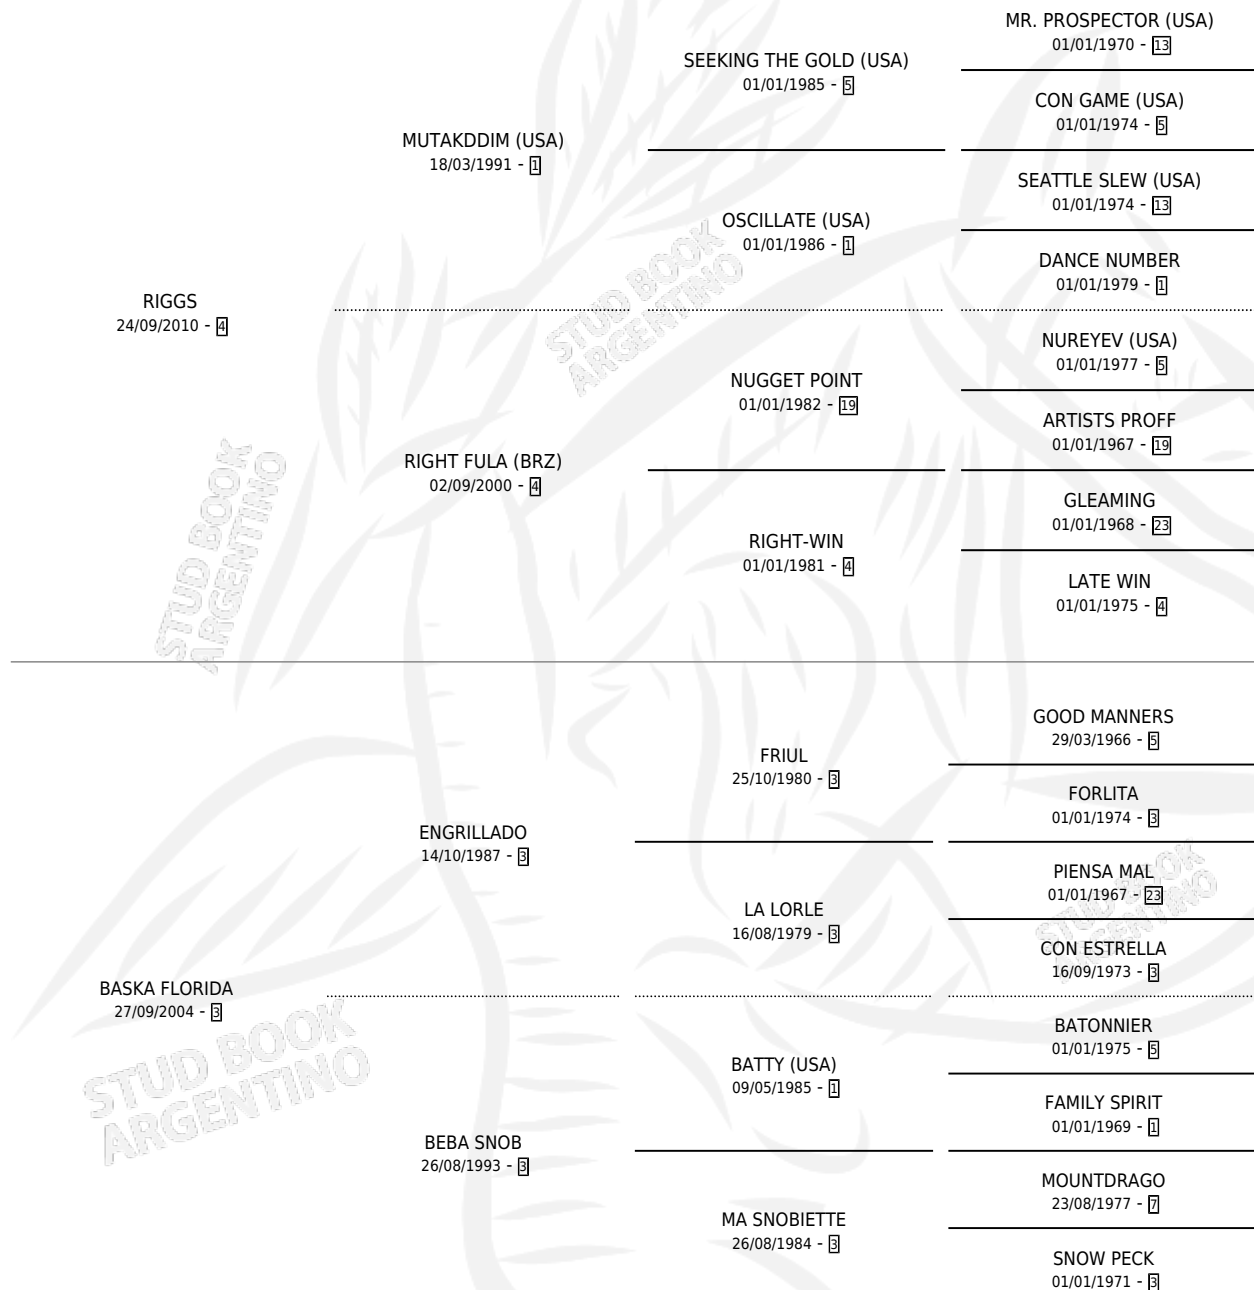 MR. PROSPECTOR (USA)
01/01/1970 - 13
SEEKING THE GOLD (USA)
01/01/1985 - 5
CON GAME (USA)
01/01/1974 - 5
MUTAKDDIM (USA)
18/03/1991 - 1
SEATTLE SLEW (USA)
01/01/1974 - 13
OSCILLATE (USA)
01/01/1986 - 1
DANCE NUMBER
01/01/1979 - 1
STUD BOOK
ARGENTINO
RIGGS
24/09/2010 - 4
NUREYEV (USA)
01/01/1977 - 5
NUGGET POINT
01/01/1982 - 19
ARTISTS PROFF
01/01/1967 - 19
RIGHT FULA (BRZ)
02/09/2000 - 4
GLEAMING
01/01/1968 - 23
RIGHT-WIN
01/01/1981 - 4
LATE WIN
01/01/1975 - 4
STUD BOOK
ARGENTINO
GOOD MANNERS
29/03/1966 - 5
FRIUL
25/10/1980 - 3
FORLITA
01/01/1974 - 3
ENGRILLADO
14/10/1987 - 3
PIENSA MAL
01/01/1967 - 23
LA LORLE
16/08/1979 - 3
CON ESTRELLA
16/09/1973 - 3
STUD BOOK
ARGENTINO
BASKA FLORIDA
27/09/2004 - 3
BATONNIER
01/01/1975 - 5
BATTY (USA)
09/05/1985 - 1
FAMILY SPIRIT
01/01/1969 - 1
STUD BOOK
ARGENTINO
BEBA SNOB
26/08/1993 - 3
MOUNTDRAGO
23/08/1977 - 7
MA SNOBIETTE
26/08/1984 - 3
SNOW PECK
01/01/1971 - 3